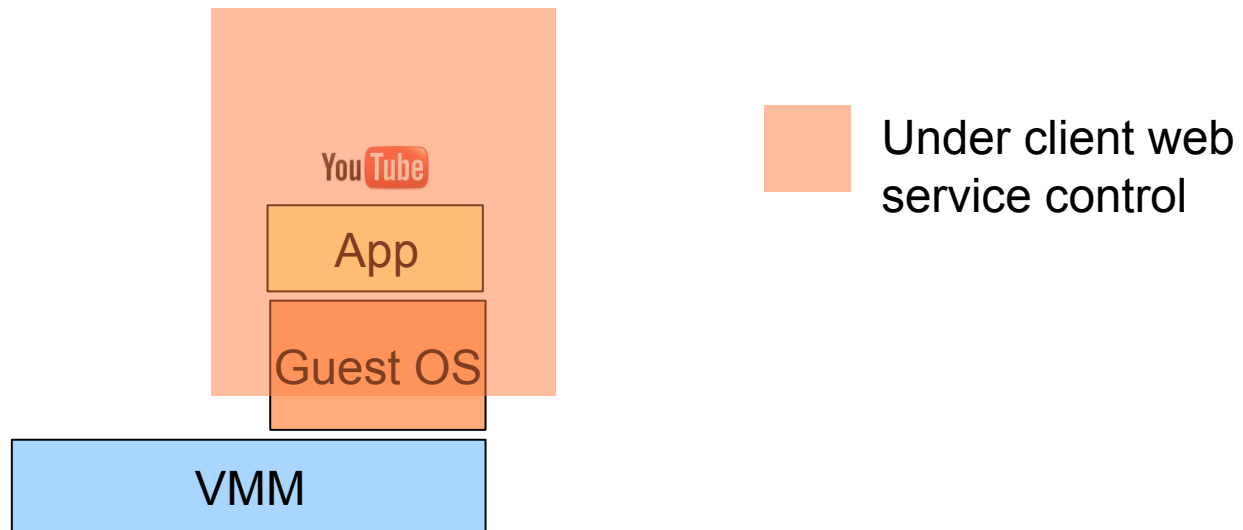 YouTube
App
Guest OS
VMM
Under client web
service control